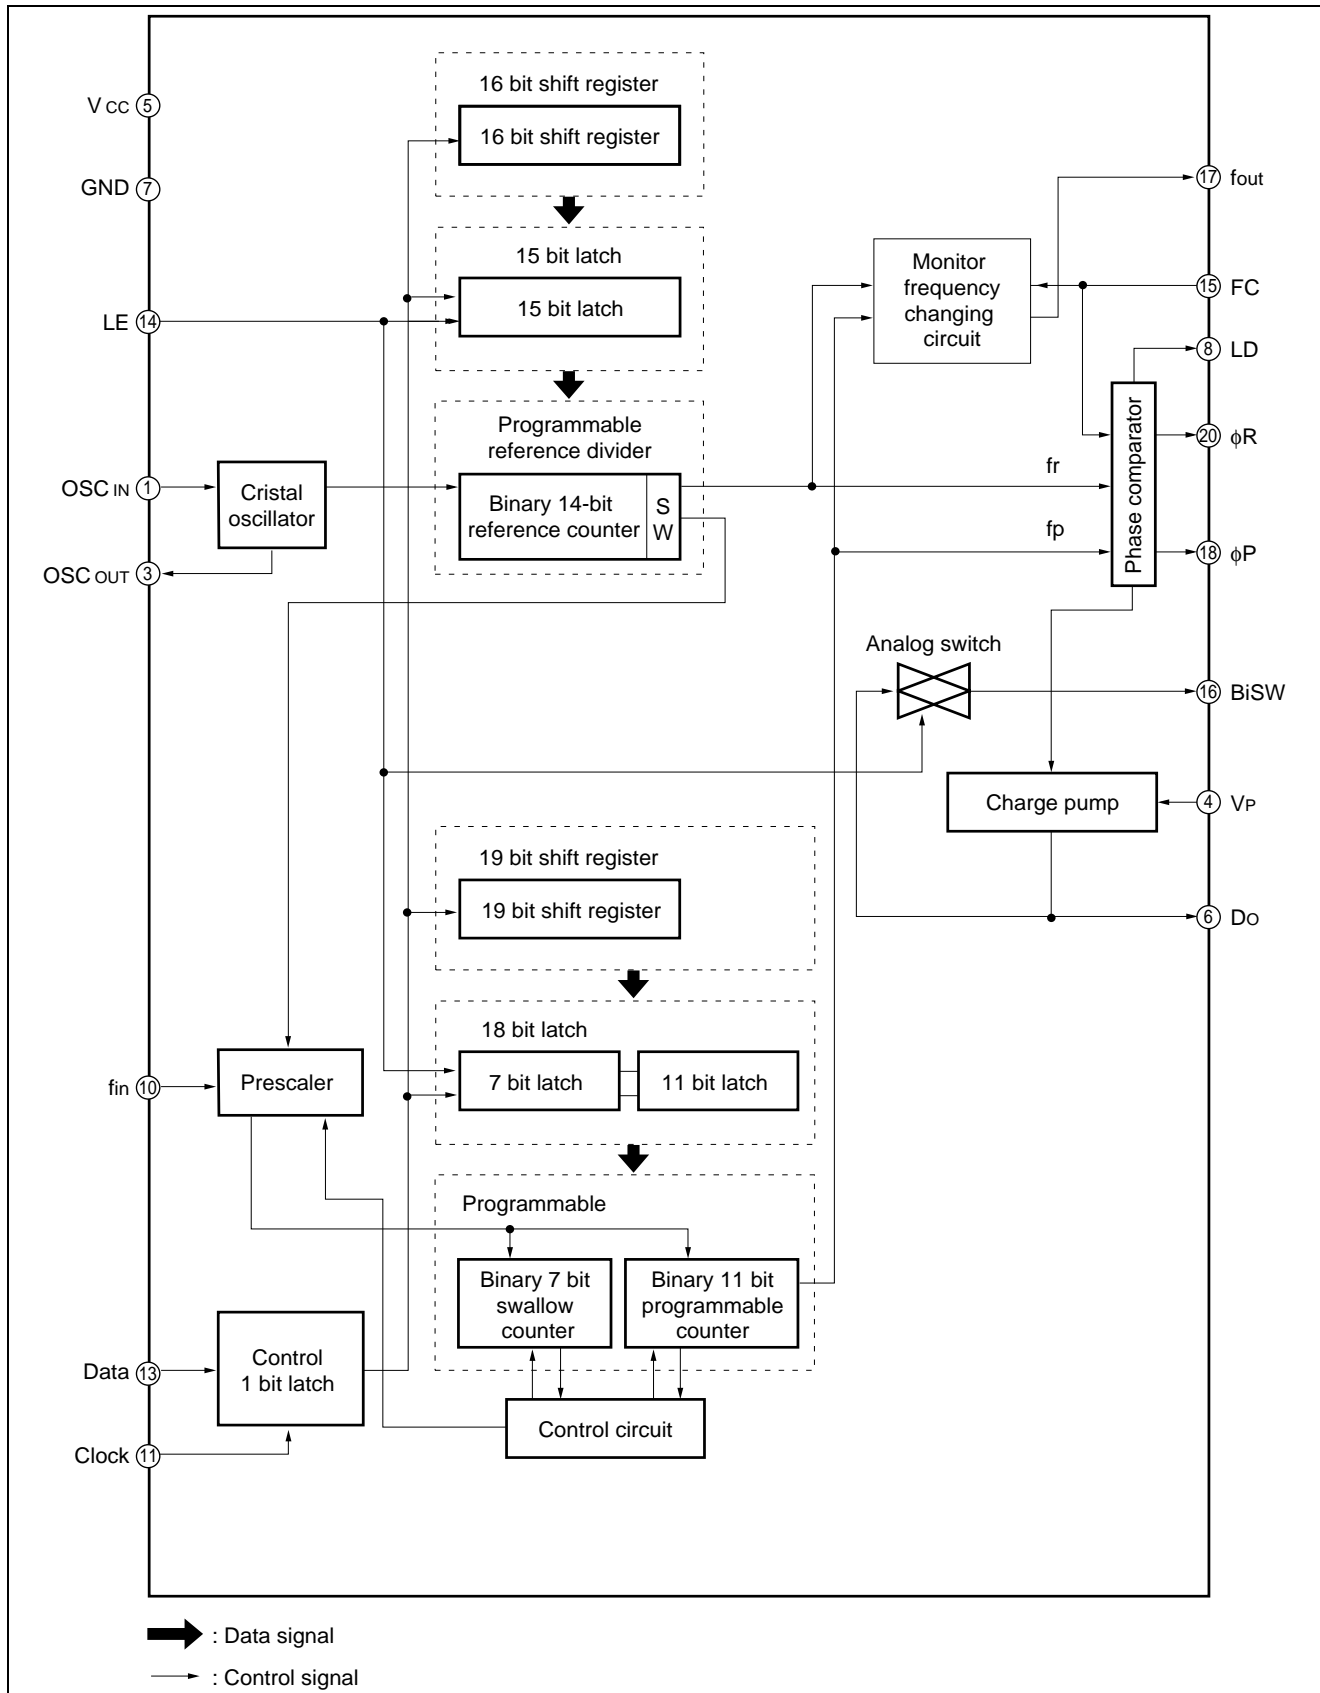 16 bit shift register
16 bit shift register
VCC 5
GND 7
17 fout
15 bit latch
15 bit latch
LE 14
Monitor
frequency
changing
circuit
15 FC
8 LD
Programmable
reference divider
Phase comparator
20 ϕR
OSC IN 1
Cristal
oscillator
Binary 14-bit
reference counter
S
W
fr
fp
18 ϕP
OSC OUT 3
Analog switch
16 BiSW
Charge pump
4 VP
19 bit shift register
19 bit shift register
6 DO
18 bit latch
7 bit latch
11 bit latch
fin 10
Prescaler
Programmable
Binary 7 bit
swallow
counter
Binary 11 bit
programmable
counter
Data 13
Control
1 bit latch
Control circuit
Clock 11
: Data signal
: Control signal